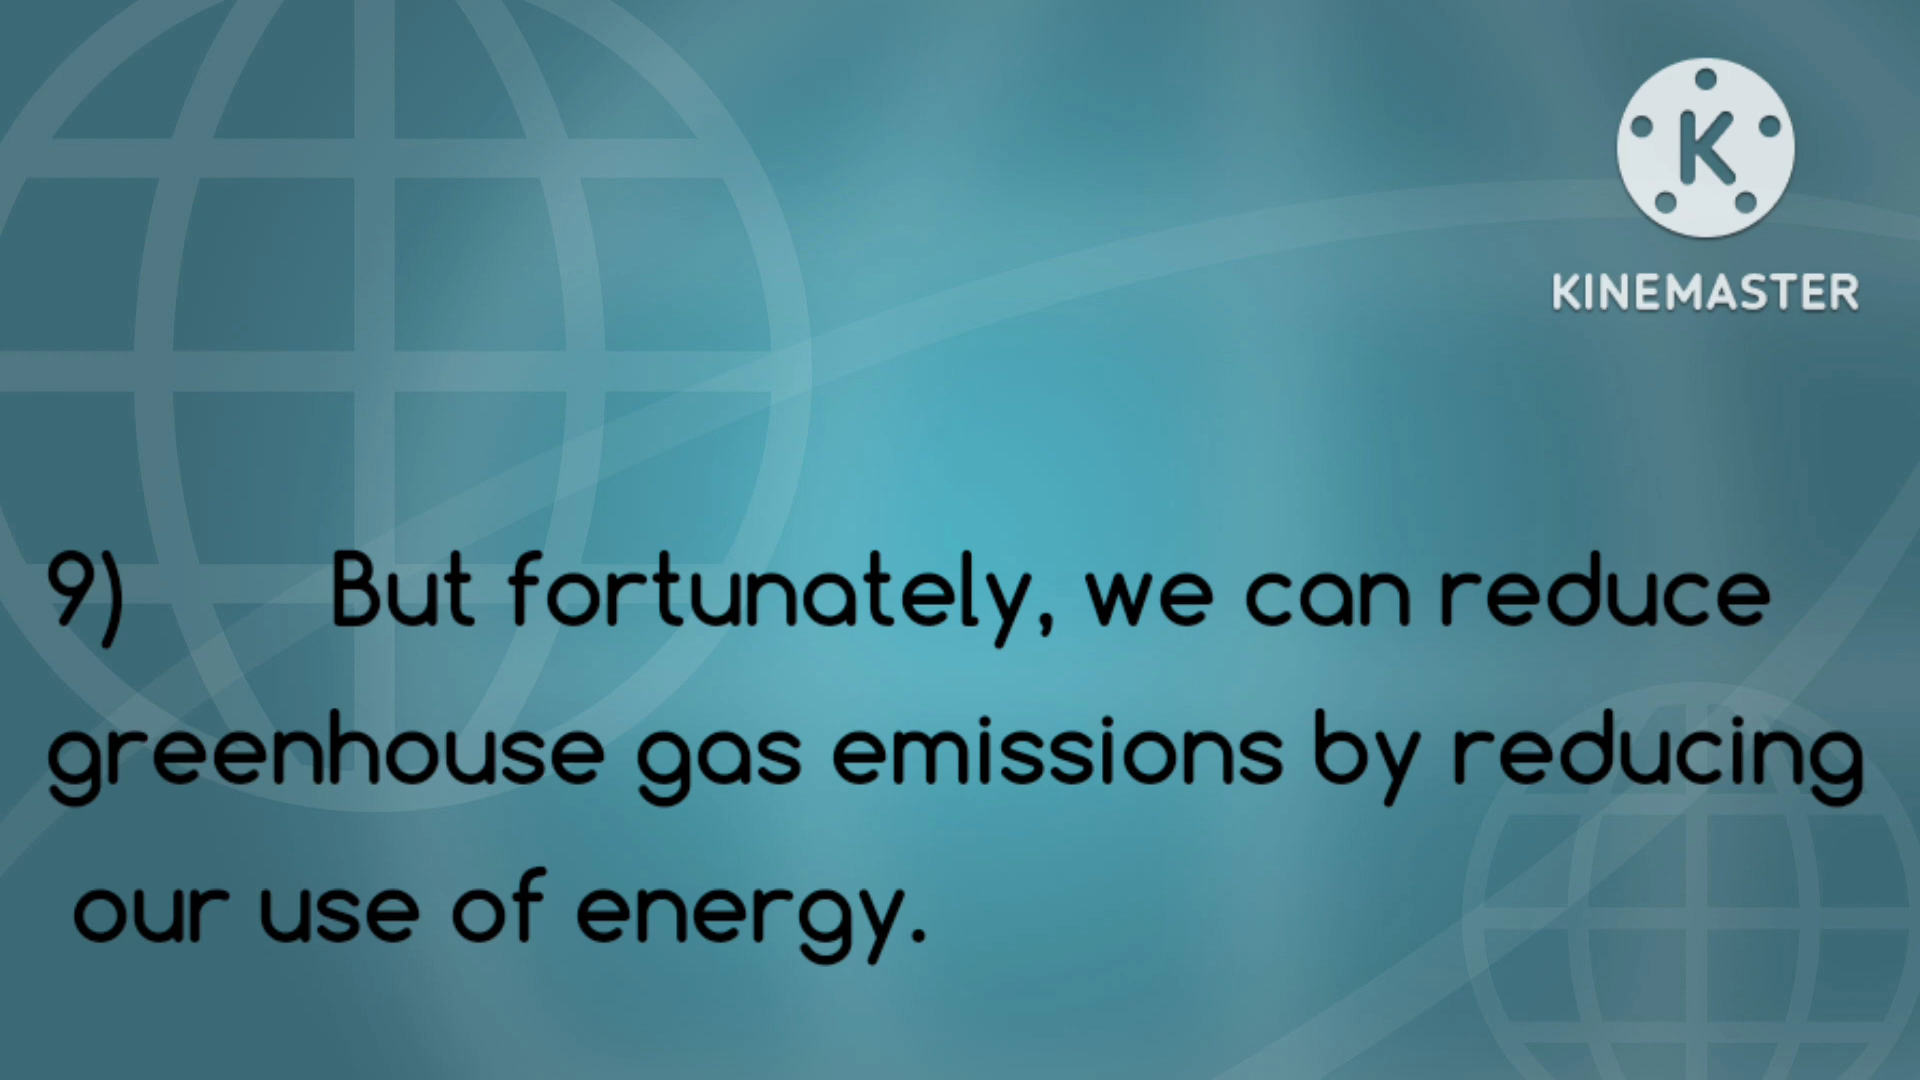 K
KINEMASTER
9) But fortunately, we can reduce
greenhouse gas emissions by reducing
our use of energy.